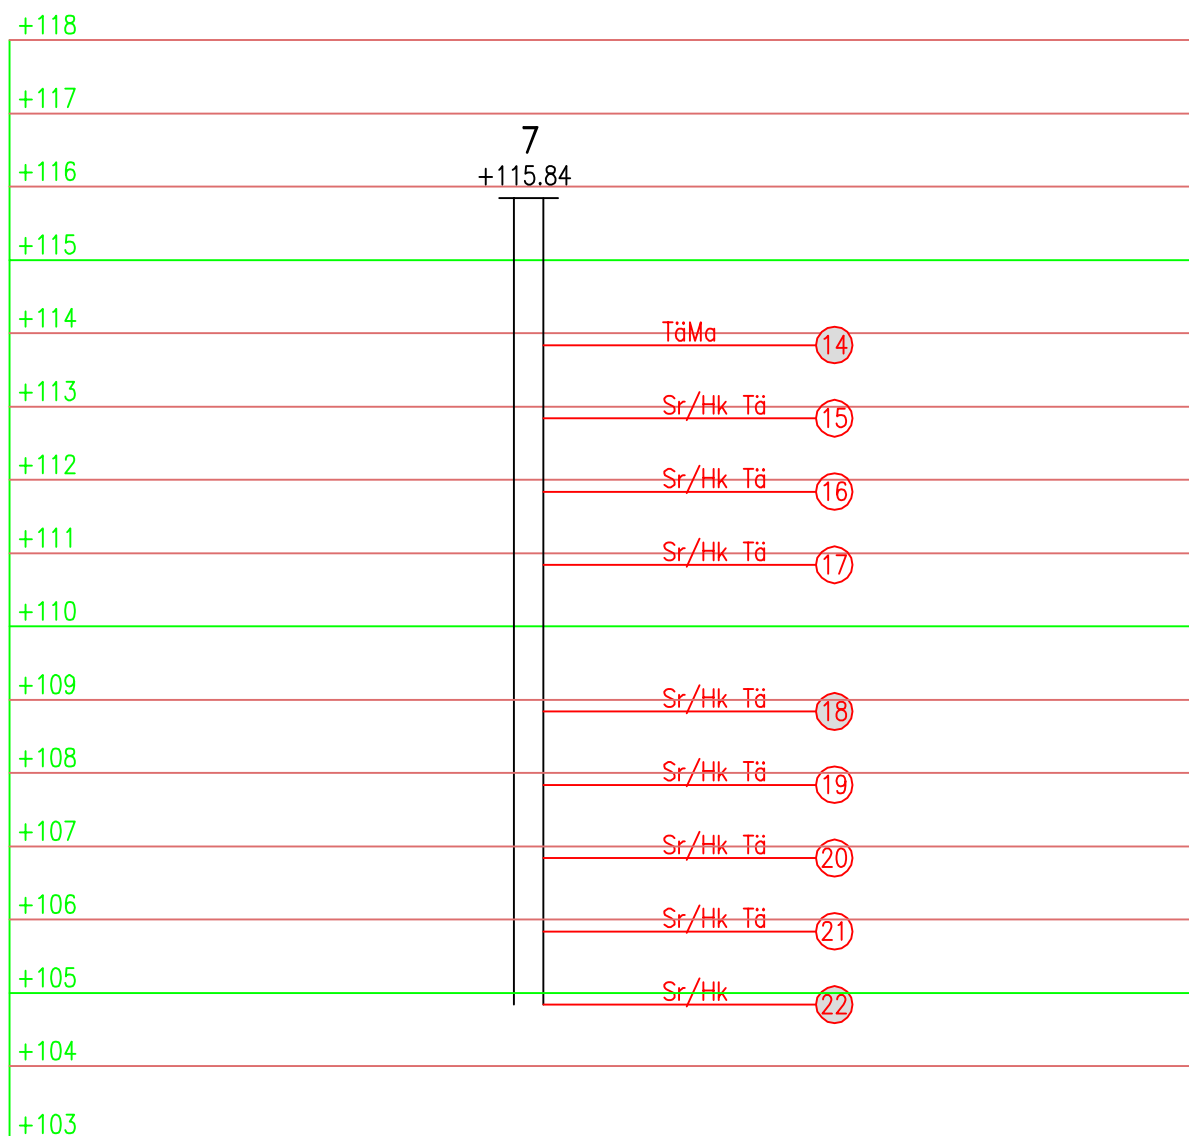 +118
+117
7
+116
+115.84
+115
+114
TäMa 14
+113
Sr/Hk Tä 15
+112
Sr/Hk Tä 16
+111
Sr/Hk Tä 17
+110
+109
Sr/Hk Tä 18
+108
Sr/Hk Tä 19
+107
Sr/Hk Tä 20
+106
Sr/Hk Tä 21
+105
Sr/Hk 22
+104
+103